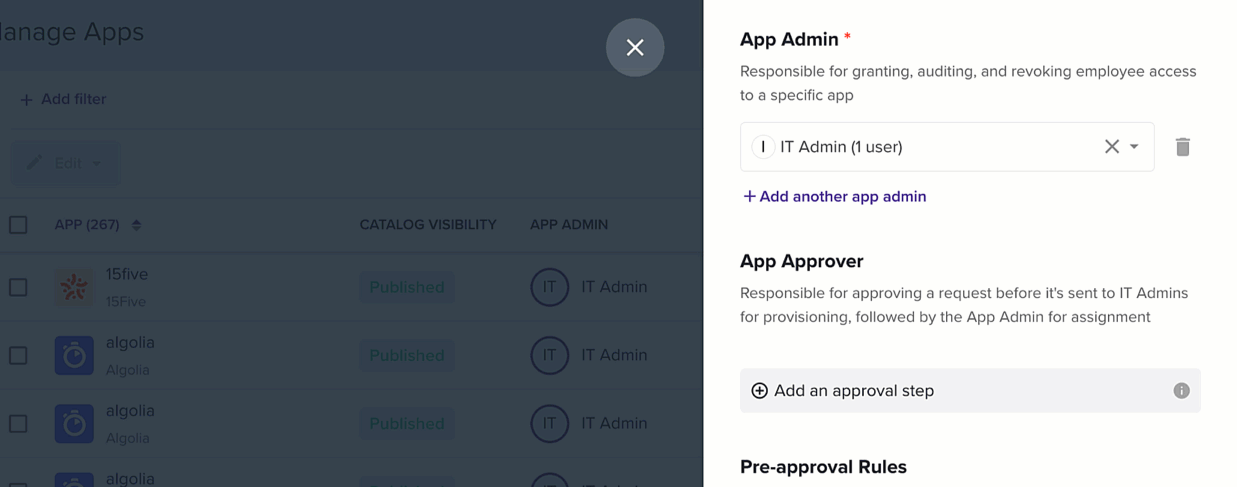 Manage Apps
+ Add filter
Edit
APP (267)
CATALOG VISIBILITY
APP ADMIN
15five
15Five
Published
IT
IT Admin
algolia
Algolia
Published
IT
IT Admin
algolia
Algolia
Published
IT
IT Admin
algolia
App Admin *
Responsible for granting, auditing, and revoking employee access
to a specific app
I IT Admin (1 user)
+ Add another app admin
App Approver
Responsible for approving a request before it's sent to IT Admins
for provisioning, followed by the App Admin for assignment
Add an approval step
Pre-approval Rules